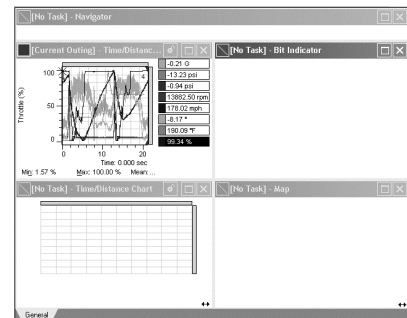 [No Task] - Navigator
[Current Outing] - Time/Distanc...
[No Task] - Bit Indicator
Throttle (%)
100
50
0
4
0
10
20
Time: 0.000 sec
Min: 1.57 %
Max: 100.00 %
Mean:...
-0.21 G
-13.23 psi
-0.94 psi
13882.50 rpm
178.02 mph
-8.17 °
190.09 °F
99.34 %
[No Task] - Time/Distance Chart
[No Task] - Map
General